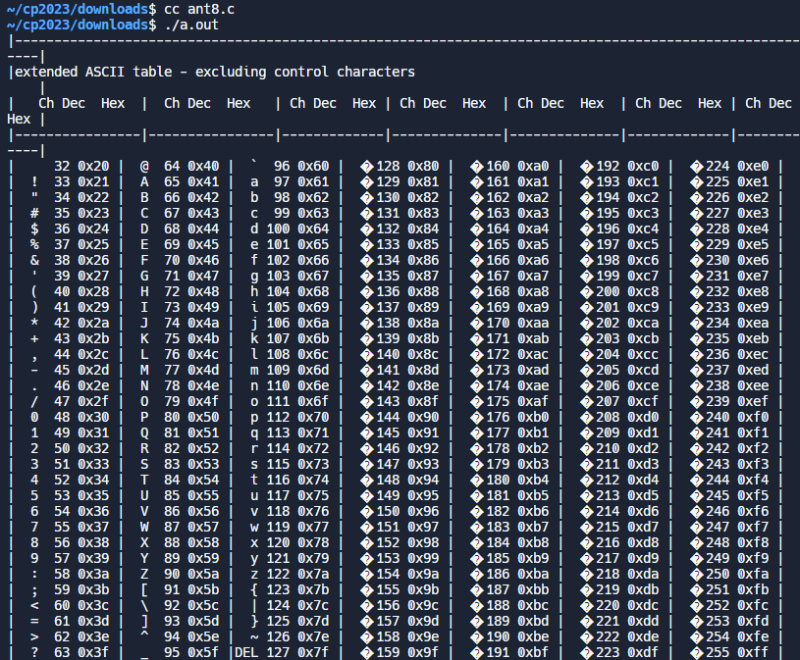 ~/cp2023/downloads$ cc ant8.c
~/cp2023/downloads$ ./a.out
|---------------------------------------------------------------------------------------------------
----|
|extended ASCII table - excluding control characters
    |
|   Ch Dec  Hex  |  Ch Dec  Hex   | Ch Dec  Hex | Ch Dec  Hex  | Ch Dec  Hex  | Ch Dec  Hex | Ch Dec
Hex |
|----------------|----------------|-------------|--------------|--------------|-------------|--------
----|
|     32 0x20 |  @  64 0x40 |  `  96 0x60 |  �128 0x80 |  �160 0xa0 |  �192 0xc0 |  �224 0xe0 |
|  !  33 0x21 |  A  65 0x41 |  a  97 0x61 |  �129 0x81 |  �161 0xa1 |  �193 0xc1 |  �225 0xe1 |
|  "  34 0x22 |  B  66 0x42 |  b  98 0x62 |  �130 0x82 |  �162 0xa2 |  �194 0xc2 |  �226 0xe2 |
|  #  35 0x23 |  C  67 0x43 |  c  99 0x63 |  �131 0x83 |  �163 0xa3 |  �195 0xc3 |  �227 0xe3 |
|  $  36 0x24 |  D  68 0x44 |  d 100 0x64 |  �132 0x84 |  �164 0xa4 |  �196 0xc4 |  �228 0xe4 |
|  %  37 0x25 |  E  69 0x45 |  e 101 0x65 |  �133 0x85 |  �165 0xa5 |  �197 0xc5 |  �229 0xe5 |
|  &  38 0x26 |  F  70 0x46 |  f 102 0x66 |  �134 0x86 |  �166 0xa6 |  �198 0xc6 |  �230 0xe6 |
|  '  39 0x27 |  G  71 0x47 |  g 103 0x67 |  �135 0x87 |  �167 0xa7 |  �199 0xc7 |  �231 0xe7 |
|  (  40 0x28 |  H  72 0x48 |  h 104 0x68 |  �136 0x88 |  �168 0xa8 |  �200 0xc8 |  �232 0xe8 |
|  )  41 0x29 |  I  73 0x49 |  i 105 0x69 |  �137 0x89 |  �169 0xa9 |  �201 0xc9 |  �233 0xe9 |
|  *  42 0x2a |  J  74 0x4a |  j 106 0x6a |  �138 0x8a |  �170 0xaa |  �202 0xca |  �234 0xea |
|  +  43 0x2b |  K  75 0x4b |  k 107 0x6b |  �139 0x8b |  �171 0xab |  �203 0xcb |  �235 0xeb |
|  ,  44 0x2c |  L  76 0x4c |  l 108 0x6c |  �140 0x8c |  �172 0xac |  �204 0xcc |  �236 0xec |
|  -  45 0x2d |  M  77 0x4d |  m 109 0x6d |  �141 0x8d |  �173 0xad |  �205 0xcd |  �237 0xed |
|  .  46 0x2e |  N  78 0x4e |  n 110 0x6e |  �142 0x8e |  �174 0xae |  �206 0xce |  �238 0xee |
|  /  47 0x2f |  O  79 0x4f |  o 111 0x6f |  �143 0x8f |  �175 0xaf |  �207 0xcf |  �239 0xef |
|  0  48 0x30 |  P  80 0x50 |  p 112 0x70 |  �144 0x90 |  �176 0xb0 |  �208 0xd0 |  �240 0xf0 |
|  1  49 0x31 |  Q  81 0x51 |  q 113 0x71 |  �145 0x91 |  �177 0xb1 |  �209 0xd1 |  �241 0xf1 |
|  2  50 0x32 |  R  82 0x52 |  r 114 0x72 |  �146 0x92 |  �178 0xb2 |  �210 0xd2 |  �242 0xf2 |
|  3  51 0x33 |  S  83 0x53 |  s 115 0x73 |  �147 0x93 |  �179 0xb3 |  �211 0xd3 |  �243 0xf3 |
|  4  52 0x34 |  T  84 0x54 |  t 116 0x74 |  �148 0x94 |  �180 0xb4 |  �212 0xd4 |  �244 0xf4 |
|  5  53 0x35 |  U  85 0x55 |  u 117 0x75 |  �149 0x95 |  �181 0xb5 |  �213 0xd5 |  �245 0xf5 |
|  6  54 0x36 |  V  86 0x56 |  v 118 0x76 |  �150 0x96 |  �182 0xb6 |  �214 0xd6 |  �246 0xf6 |
|  7  55 0x37 |  W  87 0x57 |  w 119 0x77 |  �151 0x97 |  �183 0xb7 |  �215 0xd7 |  �247 0xf7 |
|  8  56 0x38 |  X  88 0x58 |  x 120 0x78 |  �152 0x98 |  �184 0xb8 |  �216 0xd8 |  �248 0xf8 |
|  9  57 0x39 |  Y  89 0x59 |  y 121 0x79 |  �153 0x99 |  �185 0xb9 |  �217 0xd9 |  �249 0xf9 |
|  :  58 0x3a |  Z  90 0x5a |  z 122 0x7a |  �154 0x9a |  �186 0xba |  �218 0xda |  �250 0xfa |
|  ;  59 0x3b |  [  91 0x5b |  { 123 0x7b |  �155 0x9b |  �187 0xbb |  �219 0xdb |  �251 0xfb |
|  <  60 0x3c |  \  92 0x5c |  | 124 0x7c |  �156 0x9c |  �188 0xbc |  �220 0xdc |  �252 0xfc |
|  =  61 0x3d |  ]  93 0x5d |  } 125 0x7d |  �157 0x9d |  �189 0xbd |  �221 0xdd |  �253 0xfd |
|  >  62 0x3e |  ^  94 0x5e |  ~ 126 0x7e |  �158 0x9e |  �190 0xbe |  �222 0xde |  �254 0xfe |
|  ?  63 0x3f |  _  95 0x5f |DEL 127 0x7f |  �159 0x9f |  �191 0xbf |  �223 0xdf |  �255 0xff |